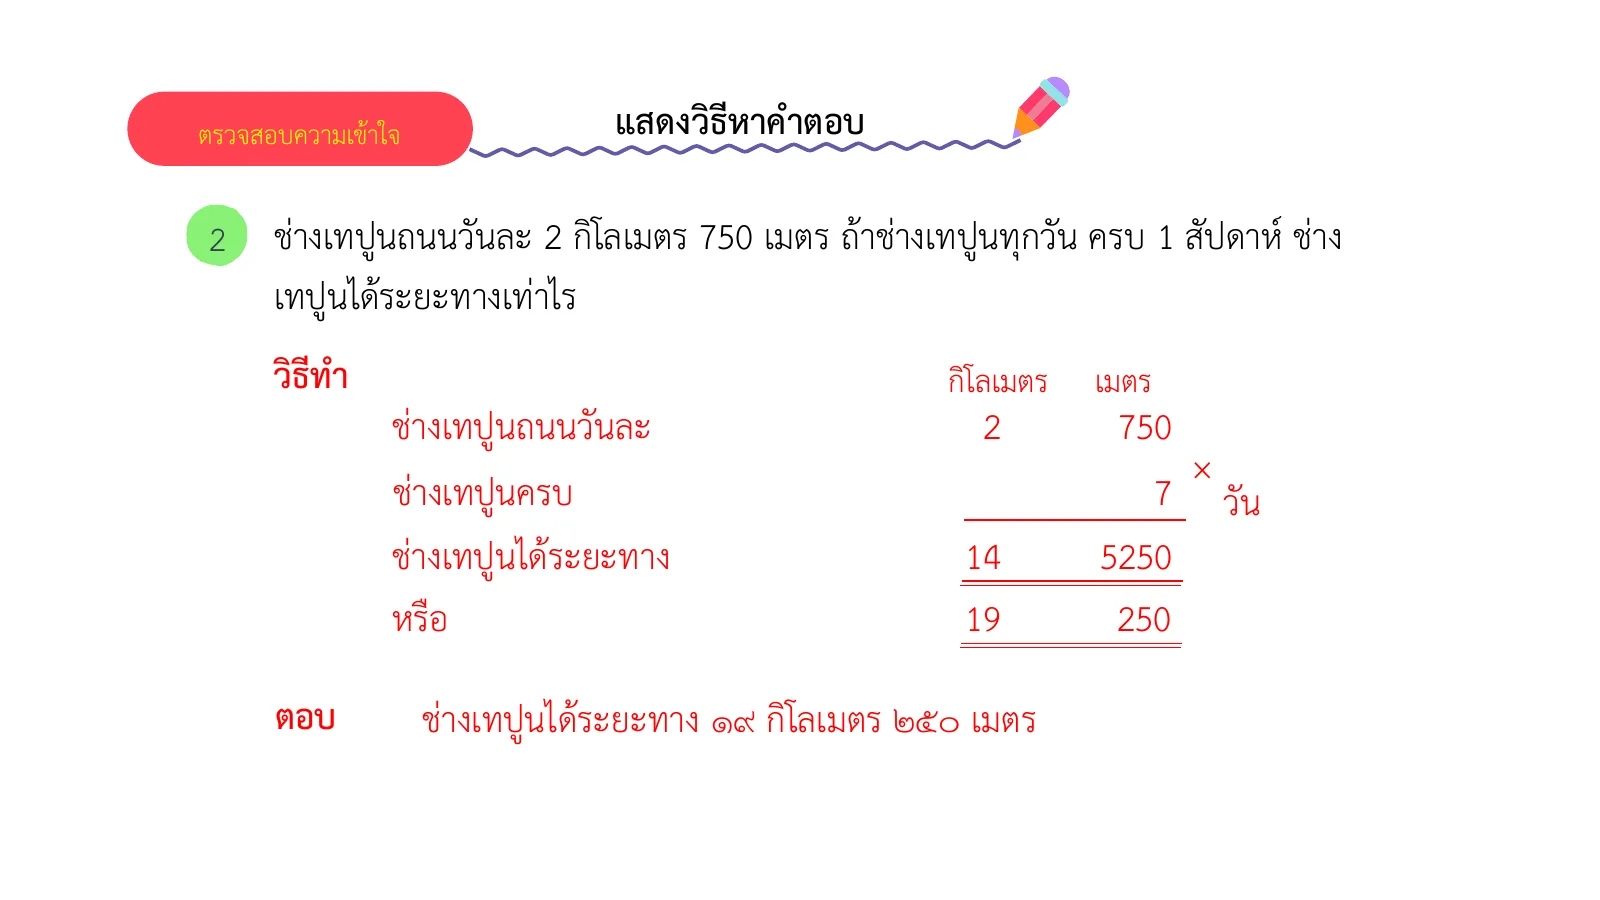 ตรวจสอบความเข้าใจ
แสดงวิธีหาคำตอบ
2 ช่างเทปูนถนนวันละ 2 กิโลเมตร 750 เมตร ถ้าช่างเทปูนทุกวัน ครบ 1 สัปดาห์ ช่าง
เทปูนได้ระยะทางเท่าไร
วิธีทำ
กิโลเมตร เมตร
ช่างเทปูนถนนวันละ 2 750
×
ช่างเทปูนครบ 7 วัน
ช่างเทปูนได้ระยะทาง 14 5250
หรือ 19 250
ตอบ ช่างเทปูนได้ระยะทาง ๑๙ กิโลเมตร ๒๕๐ เมตร